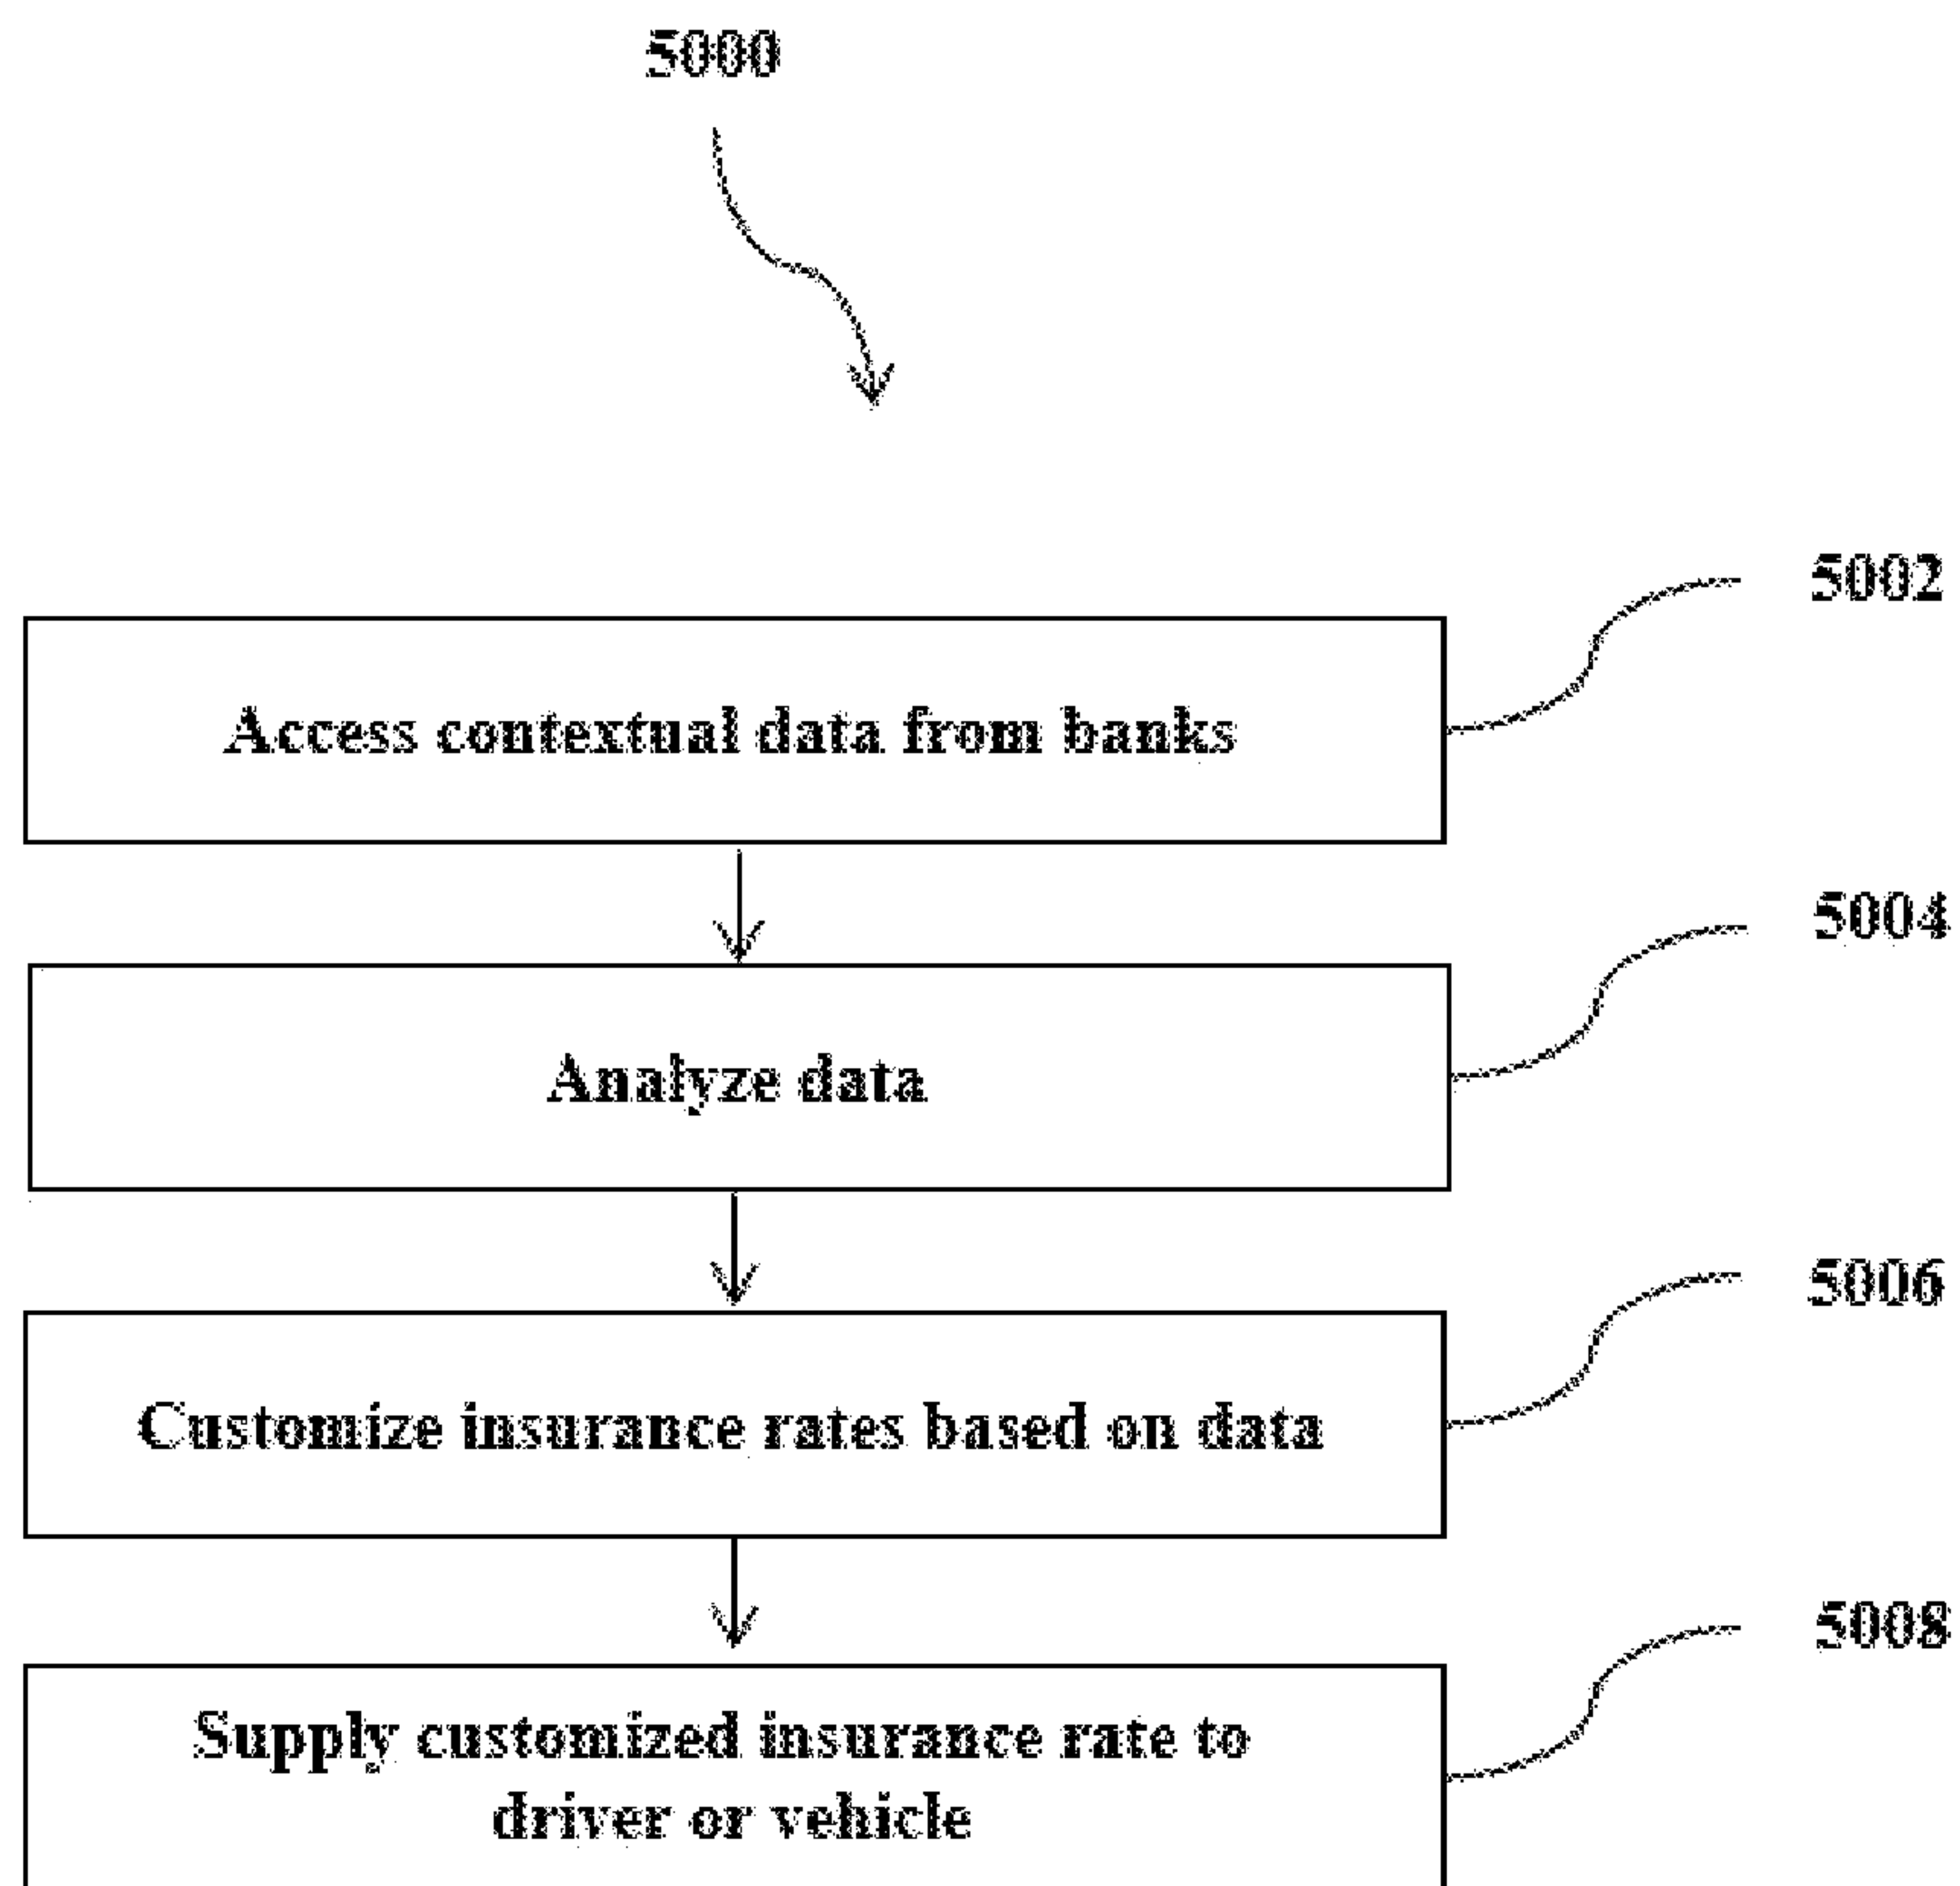 5000
5002
Access contextual data from banks
5004
Analyze data
5006
Customize insurance rates based on data
5008
Supply customized insurance rate to
driver or vehicle